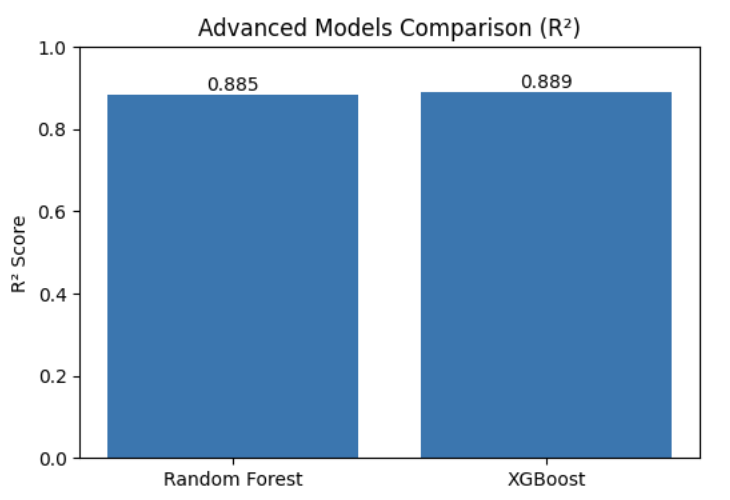 Advanced Models Comparison (R²)
1.0
0.885
0.889
0.8
0.6
R² Score
0.4
0.2
0.0
Random Forest
XGBoost